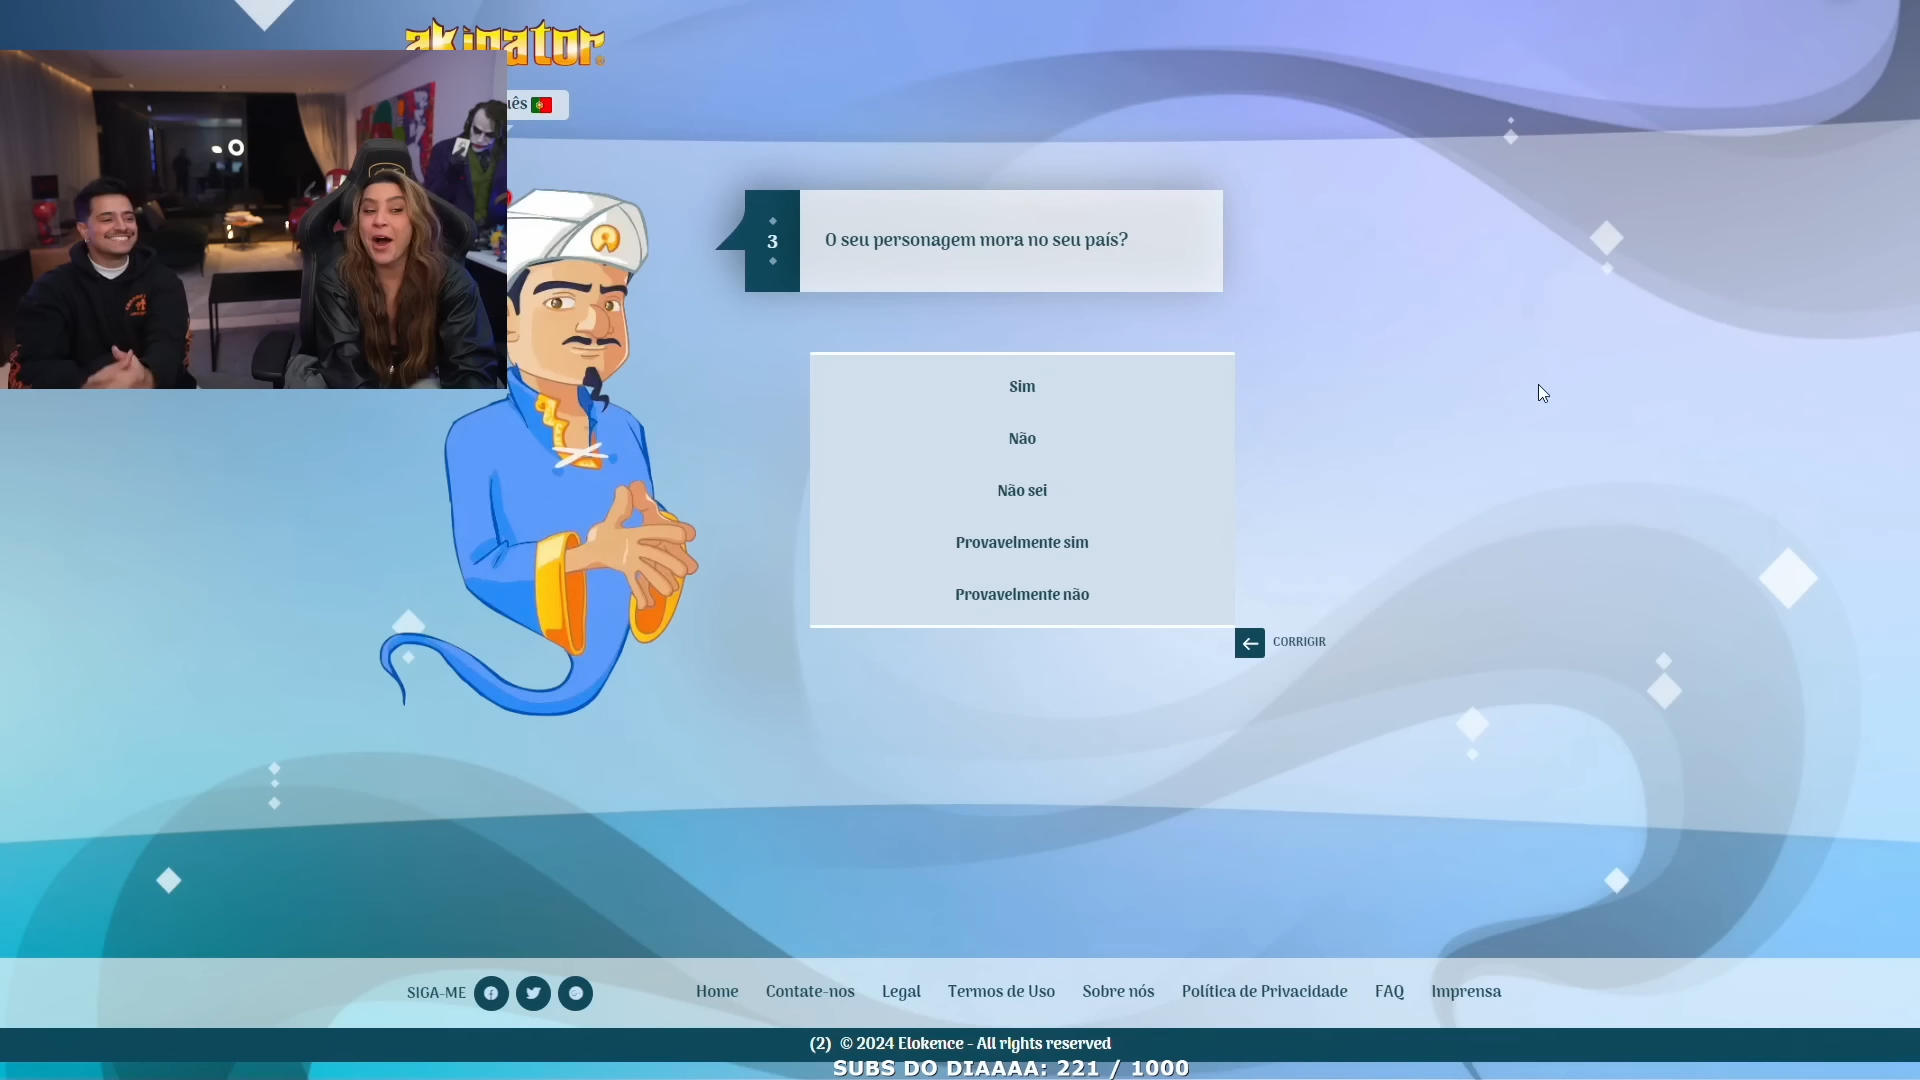 akinator
uês
3
O seu personagem mora no seu país?
Sim
Não
Não sei
Provavelmente sim
Provavelmente não
CORRIGIR
SIGA-ME
Home Contate-nos Legal Termos de Uso Sobre nós Política de Privacidade FAQ Imprensa
(2) © 2024 Elokence - All rights reserved
SUBS DO DIAAAA: 221 / 1000